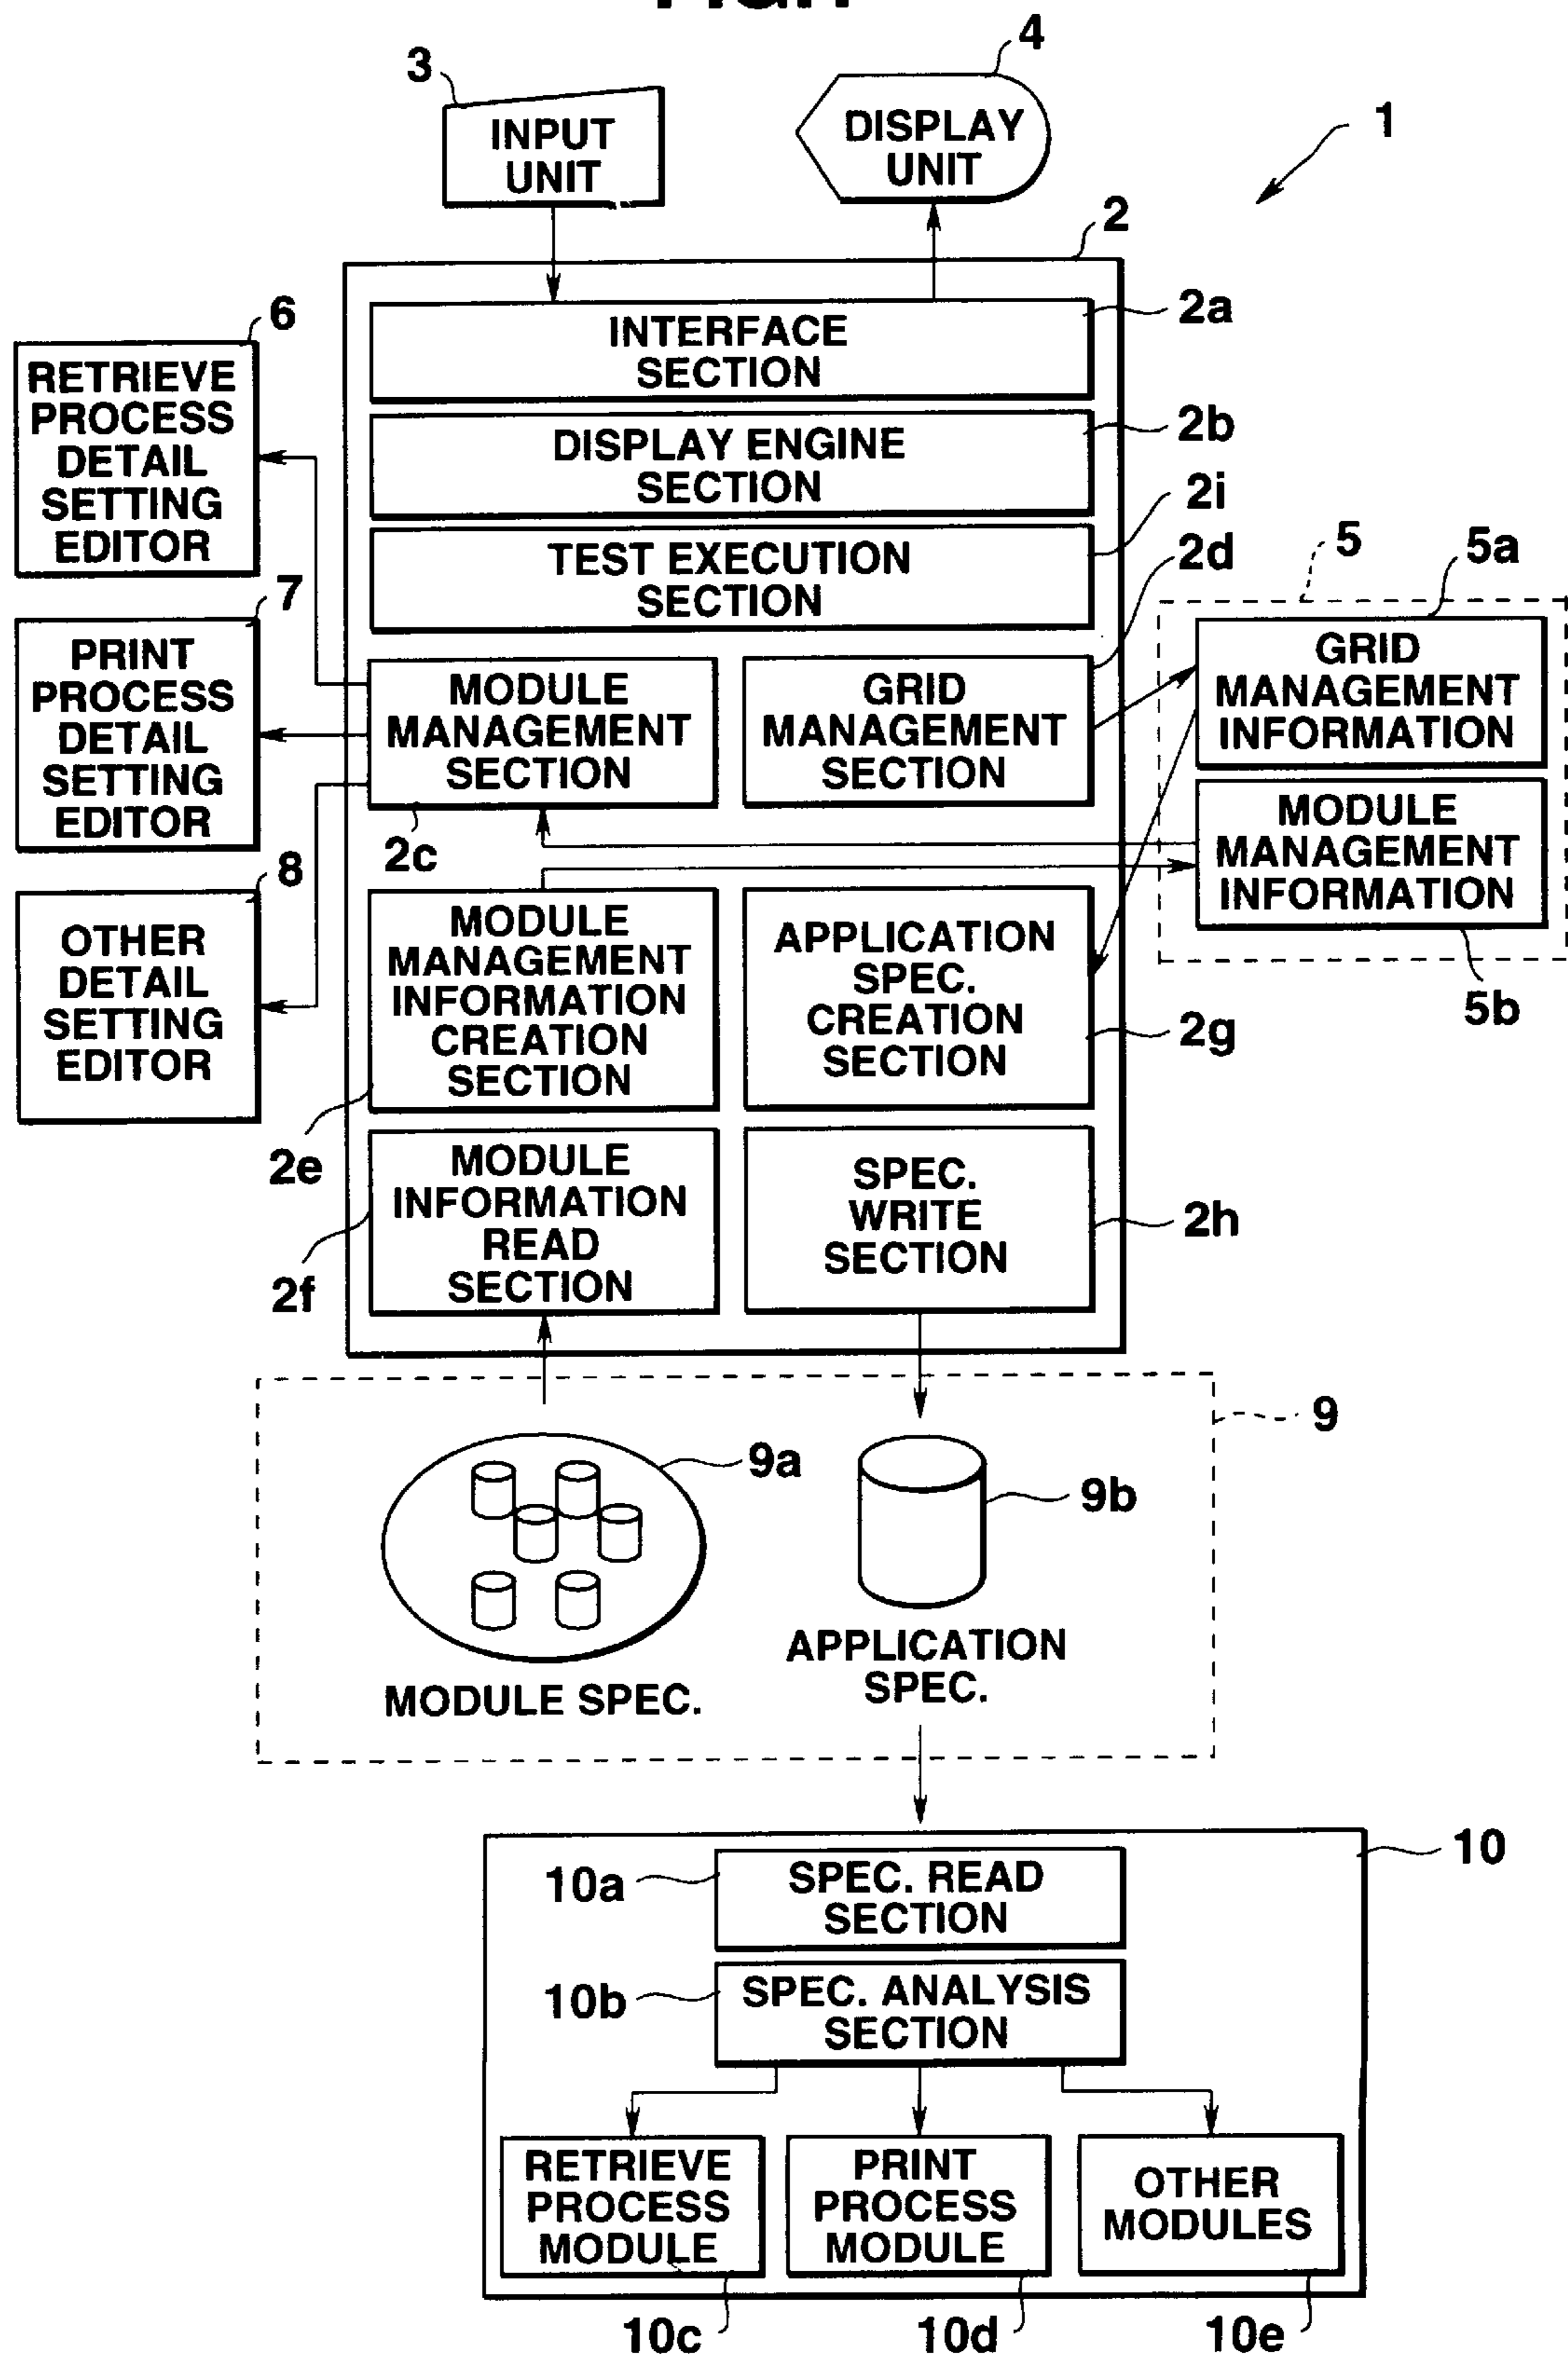 3
4
INPUT
UNIT
DISPLAY
UNIT
1
2
6
INTERFACE
SECTION
2a
RETRIEVE
PROCESS
DETAIL
SETTING
EDITOR
DISPLAY ENGINE
SECTION
2b
2i
TEST EXECUTION
SECTION
2d
5
5a
7
PRINT
PROCESS
DETAIL
SETTING
EDITOR
MODULE
MANAGEMENT
SECTION
2c
GRID
MANAGEMENT
SECTION
GRID
MANAGEMENT
INFORMATION
MODULE
MANAGEMENT
INFORMATION
5b
8
OTHER
DETAIL
SETTING
EDITOR
MODULE
MANAGEMENT
INFORMATION
CREATION
SECTION
2e
APPLICATION
SPEC.
CREATION
SECTION
2g
MODULE
INFORMATION
READ
SECTION
2f
SPEC.
WRITE
SECTION
2h
9
9a
9b
MODULE SPEC.
APPLICATION
SPEC.
10
10a
SPEC. READ
SECTION
10b
SPEC. ANALYSIS
SECTION
RETRIEVE
PROCESS
MODULE
PRINT
PROCESS
MODULE
OTHER
MODULES
10c
10d
10e